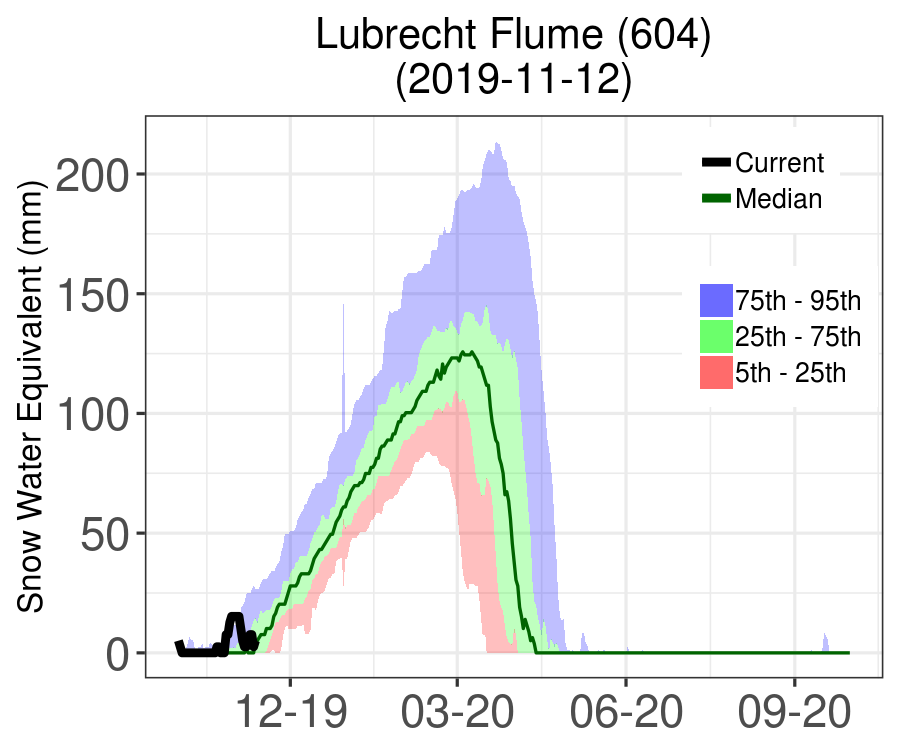 Lubrecht Flume (604)
(2019-11-12)
Snow Water Equivalent (mm)
200
150
100
50
0
Current
Median
75th - 95th
25th - 75th
5th - 25th
12-19 03-20 06-20 09-20